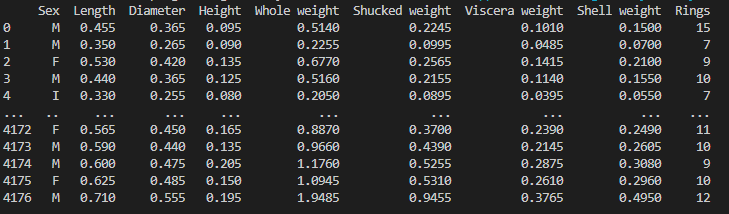 Sex Length Diameter Height Whole weight Shucked weight Viscera weight Shell weight Rings
0 M 0.455 0.365 0.095 0.5140 0.2245 0.1010 0.1500 15
1 M 0.350 0.265 0.090 0.2255 0.0995 0.0485 0.0700 7
2 F 0.530 0.420 0.135 0.6770 0.2565 0.1415 0.2100 9
3 M 0.440 0.365 0.125 0.5160 0.2155 0.1140 0.1550 10
4 I 0.330 0.255 0.080 0.2050 0.0895 0.0395 0.0550 7
... .. ... ... ... ... ... ... ... ...
4172 F 0.565 0.450 0.165 0.8870 0.3700 0.2390 0.2490 11
4173 M 0.590 0.440 0.135 0.9660 0.4390 0.2145 0.2605 10
4174 M 0.600 0.475 0.205 1.1760 0.5255 0.2875 0.3080 9
4175 F 0.625 0.485 0.150 1.0945 0.5310 0.2610 0.2960 10
4176 M 0.710 0.555 0.195 1.9485 0.9455 0.3765 0.4950 12